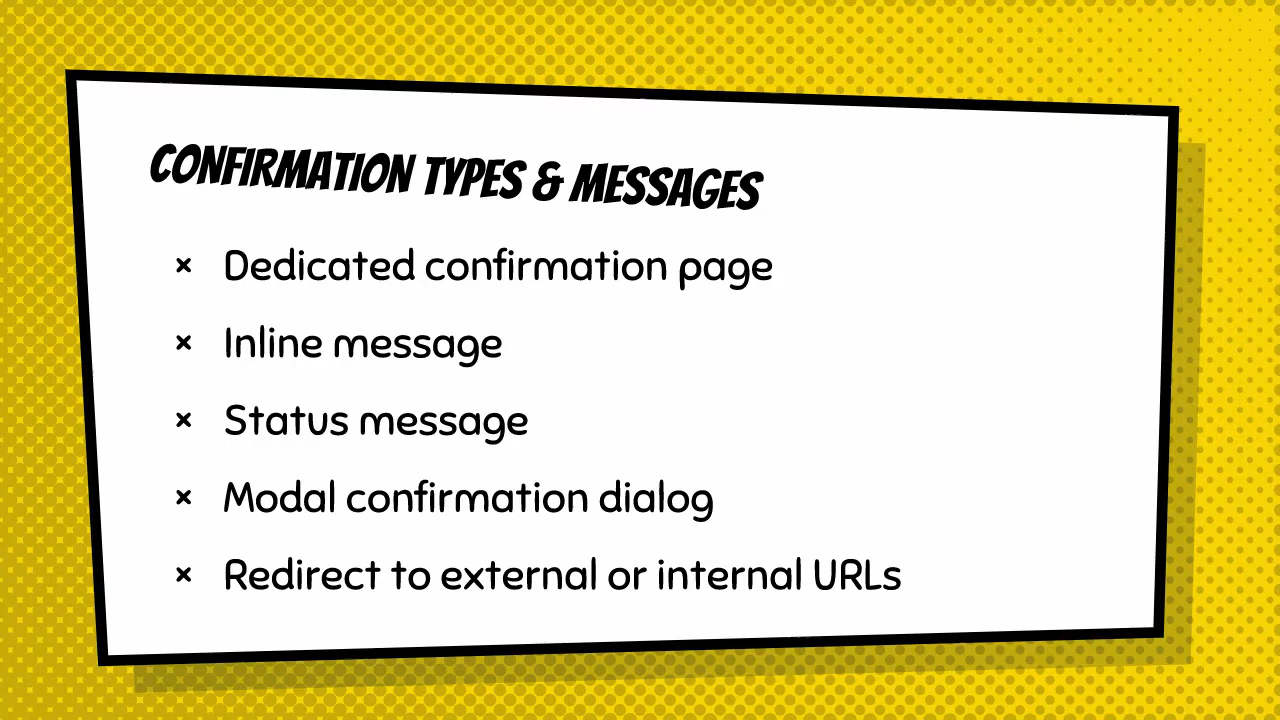 CONFIRMATION TYPES & MESSAGES
× Dedicated confirmation page
× Inline message
× Status message
× Modal confirmation dialog
× Redirect to external or internal URLs